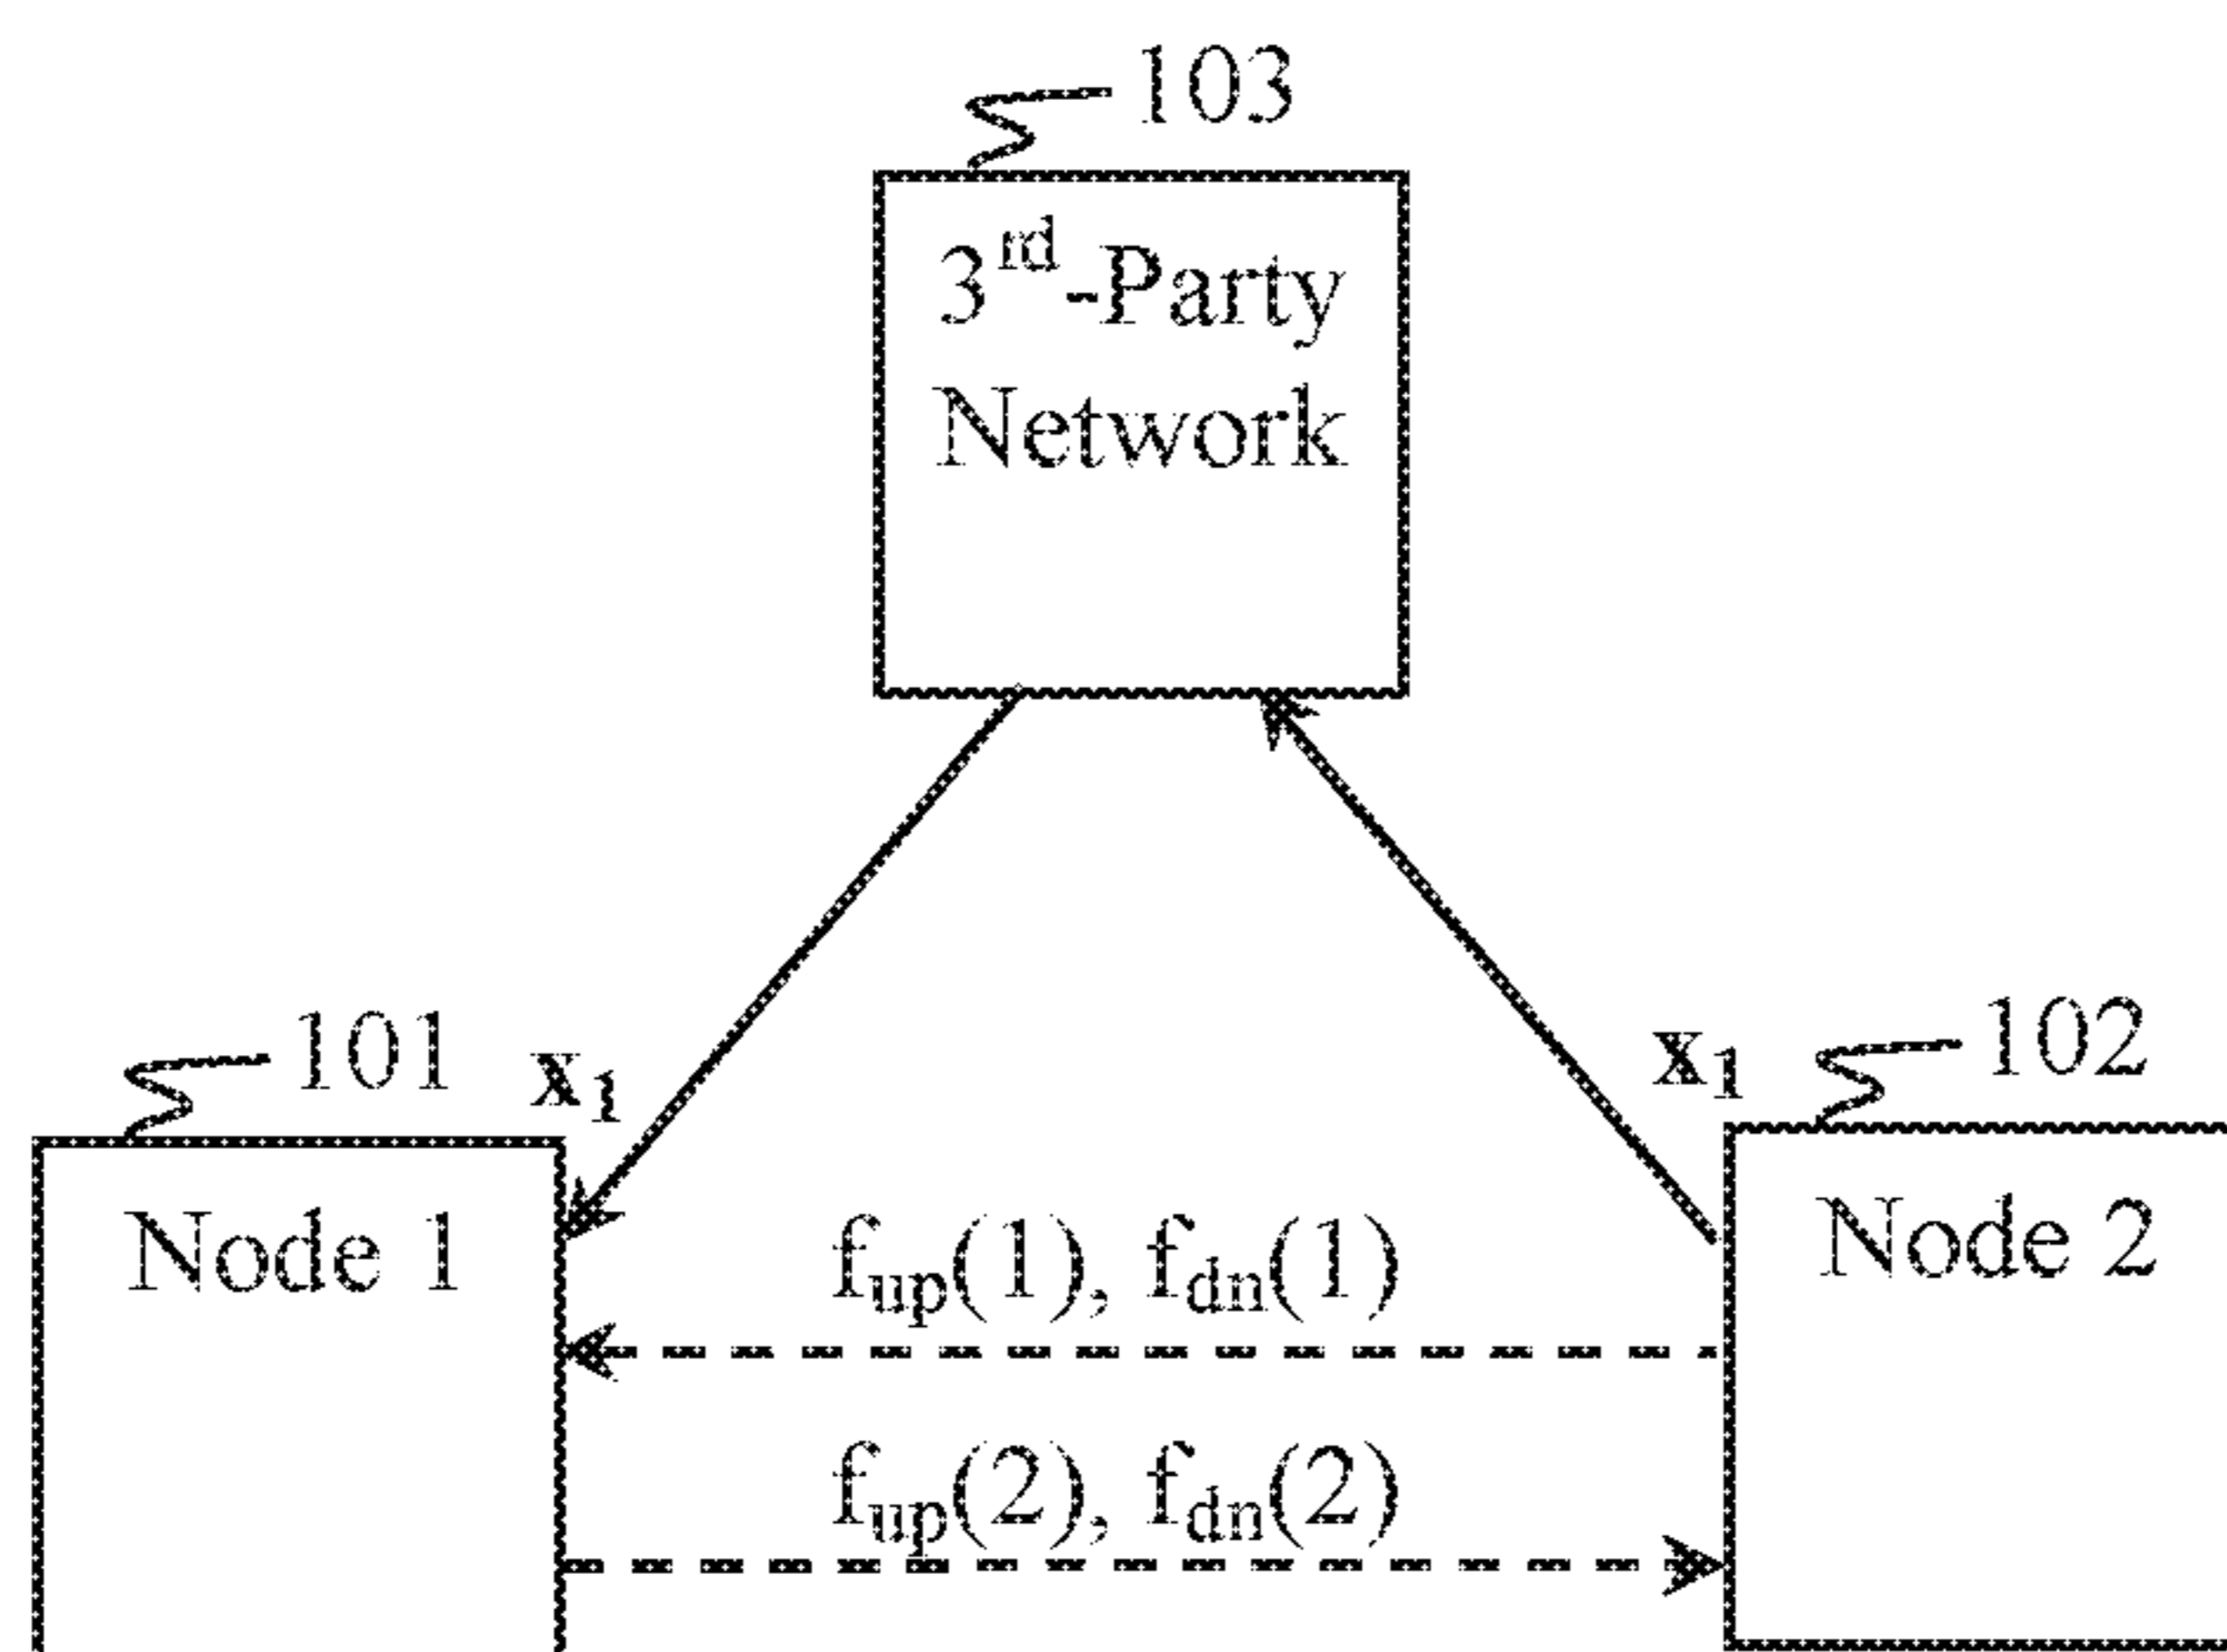 103
3rd-Party
Network
101
x1
x1
102
Node 1
fup(1), fdn(1)
Node 2
fup(2), fdn(2)